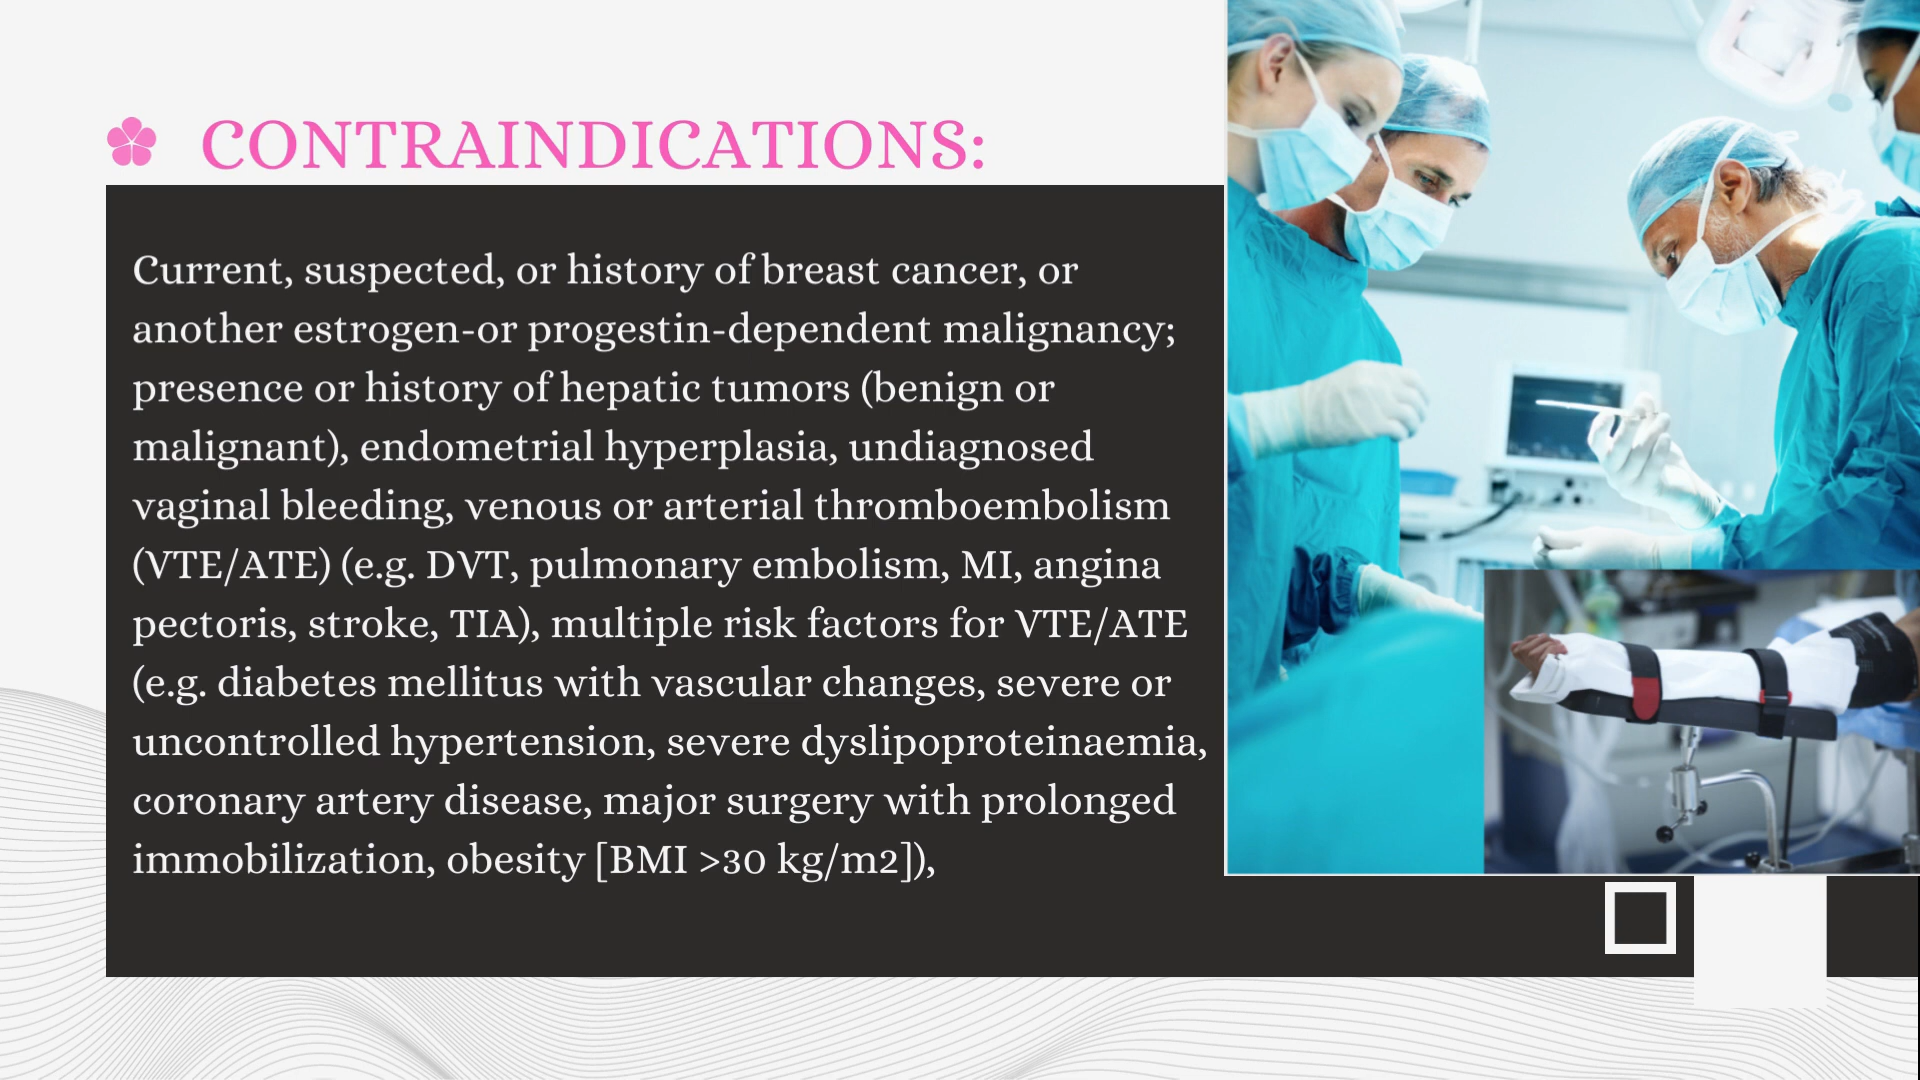 CONTRAINDICATIONS:
Current, suspected, or history of breast cancer, or
another estrogen-or progestin-dependent malignancy;
presence or history of hepatic tumors (benign or
malignant), endometrial hyperplasia, undiagnosed
vaginal bleeding, venous or arterial thromboembolism
(VTE/ATE) (e.g. DVT, pulmonary embolism, MI, angina
pectoris, stroke, TIA), multiple risk factors for VTE/ATE
(e.g. diabetes mellitus with vascular changes, severe or
uncontrolled hypertension, severe dyslipoproteinaemia,
coronary artery disease, major surgery with prolonged
immobilization, obesity [BMI >30 kg/m2]),